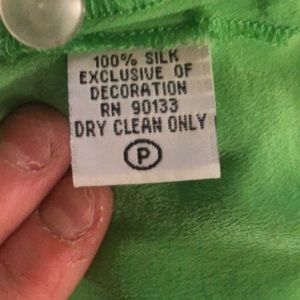 100% SILK
EXCLUSIVE OF
DECORATION
RN 90133
DRY CLEAN ONLY
P